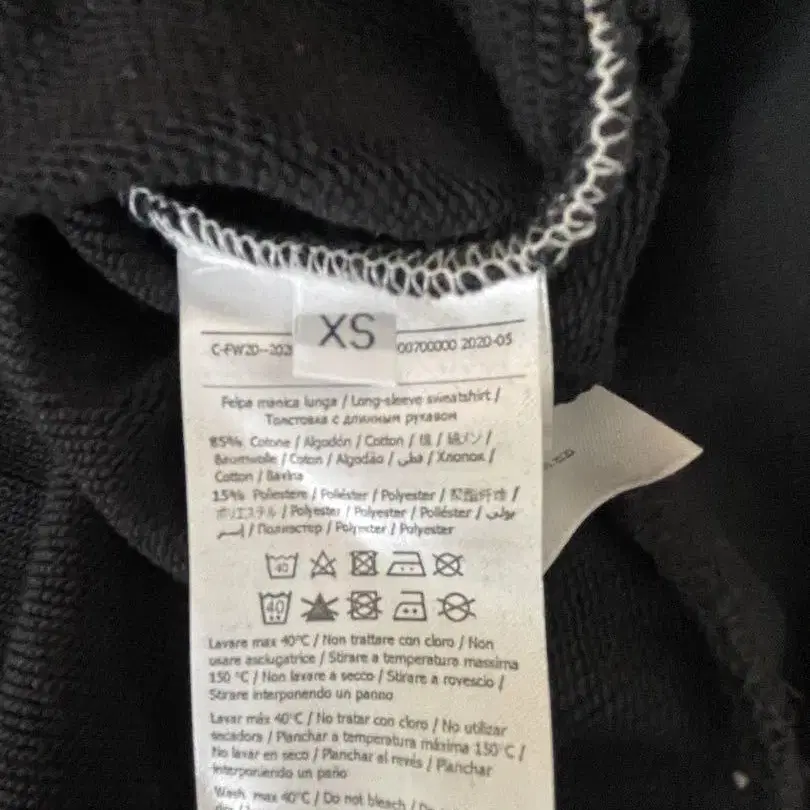 XS
C-FW20--203 00700000 2020-05
Felpa manica lunga / Long-sleeve sweatshirt /
Толстовка с длинным рукавом
85% Cotone / Algodón / Cotton / 棉 / 綿 /
Baumwolle / Coton / Algodão / قطن / Хлопок /
Cotton / Bavlna
15% Poliestere / Poliéster / Polyester / 聚酯纤维 /
ポリエステル / Polyester / Polyester / Poliéster /
/ Полиэстер / Polyester / Polyester
40
40
Lavare max 40°C / Non trattare con cloro / Non
usare asciugatrice / Stirare a temperatura massima
150 °C / Non lavare a secco / Stirare a rovescio /
Stirare interponendo un panno
Lavar máx 40°C / No tratar con cloro / No utilizar
secadora / Planchar a temperatura máxima 150°C /
No lavar en seco / Planchar al revés / Planchar
interponiendo un paño
Wash max 40°C / Do not bleach / Do